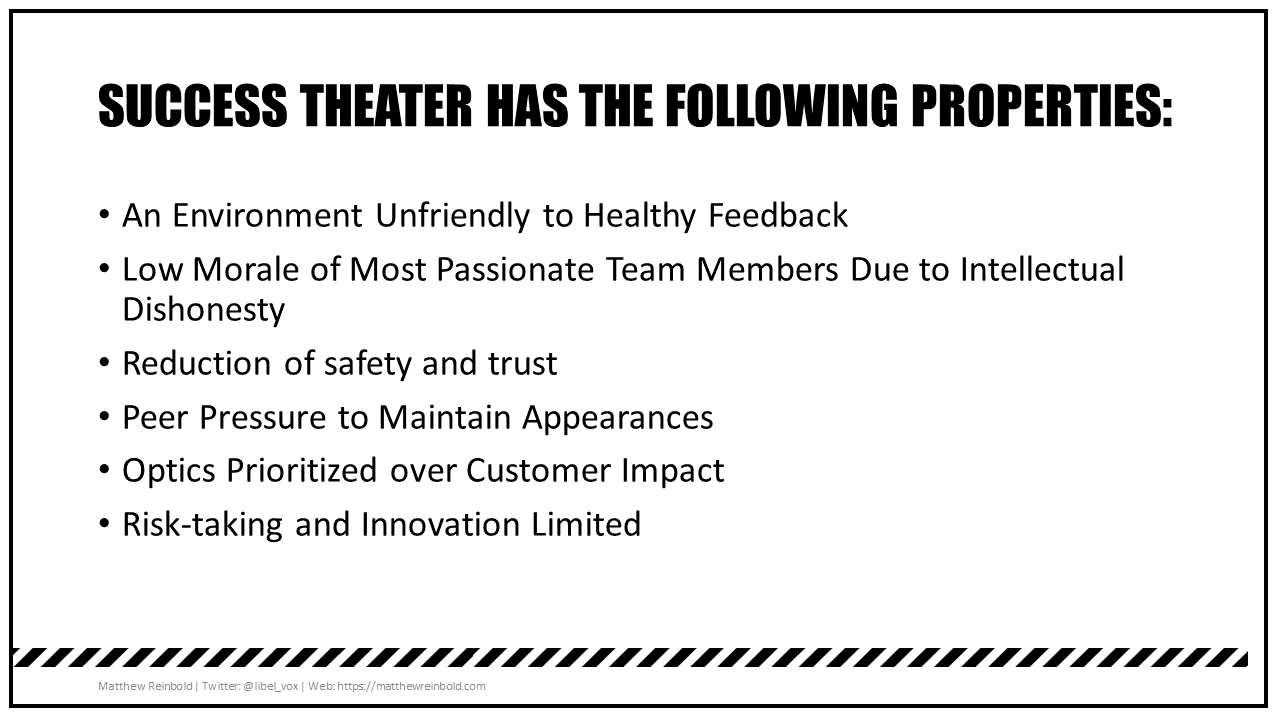 SUCCESS THEATER HAS THE FOLLOWING PROPERTIES:
• An Environment Unfriendly to Healthy Feedback
• Low Morale of Most Passionate Team Members Due to Intellectual
Dishonesty
• Reduction of safety and trust
• Peer Pressure to Maintain Appearances
• Optics Prioritized over Customer Impact
• Risk-taking and Innovation Limited
Matthew Reinbold | Twitter: @libel_vox | Web: https://matthewreinbold.com